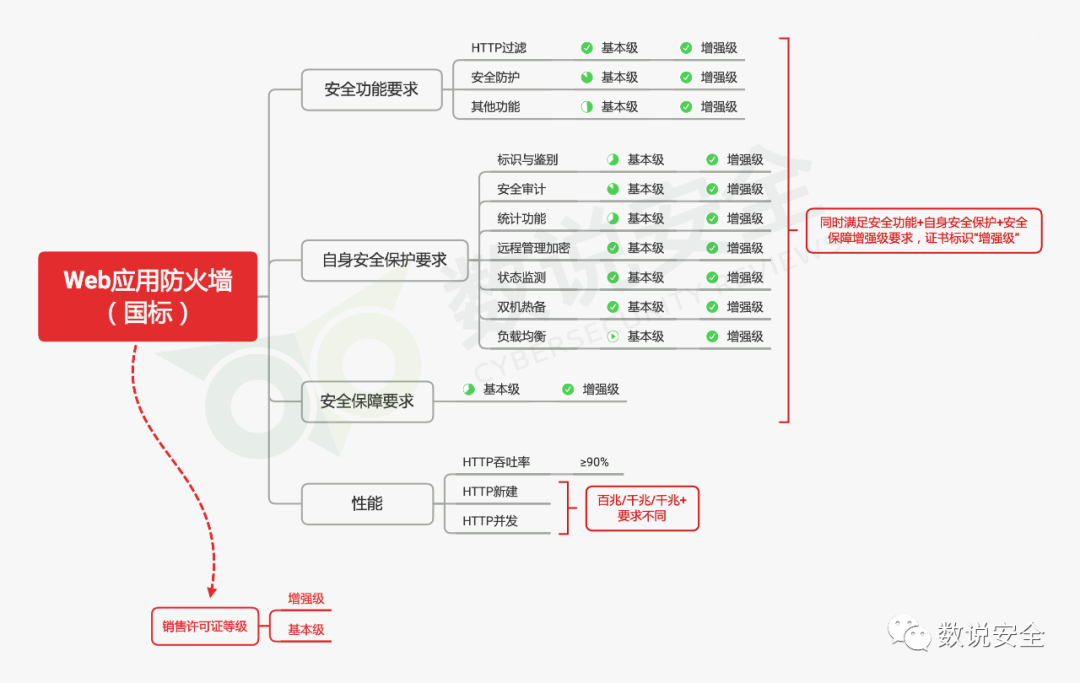 Web应用防火墙
（国标）
安全功能要求
HTTP过滤 基本级 增强级
安全防护 基本级 增强级
其他功能 基本级 增强级
自身安全保护要求
标识与鉴别 基本级 增强级
安全审计 基本级 增强级
统计功能 基本级 增强级
远程管理加密 基本级 增强级
状态监测 基本级 增强级
双机热备 基本级 增强级
负载均衡 基本级 增强级
同时满足安全功能+自身安全保护+安全
保障增强级要求，证书标识“增强级”
安全保障要求
基本级 增强级
性能
HTTP吞吐率 ≥90%
HTTP新建
HTTP并发
百兆/千兆/千兆+
要求不同
销售许可证等级
增强级
基本级
数说安全
CYBERSECURITY REVIEWS
数说安全